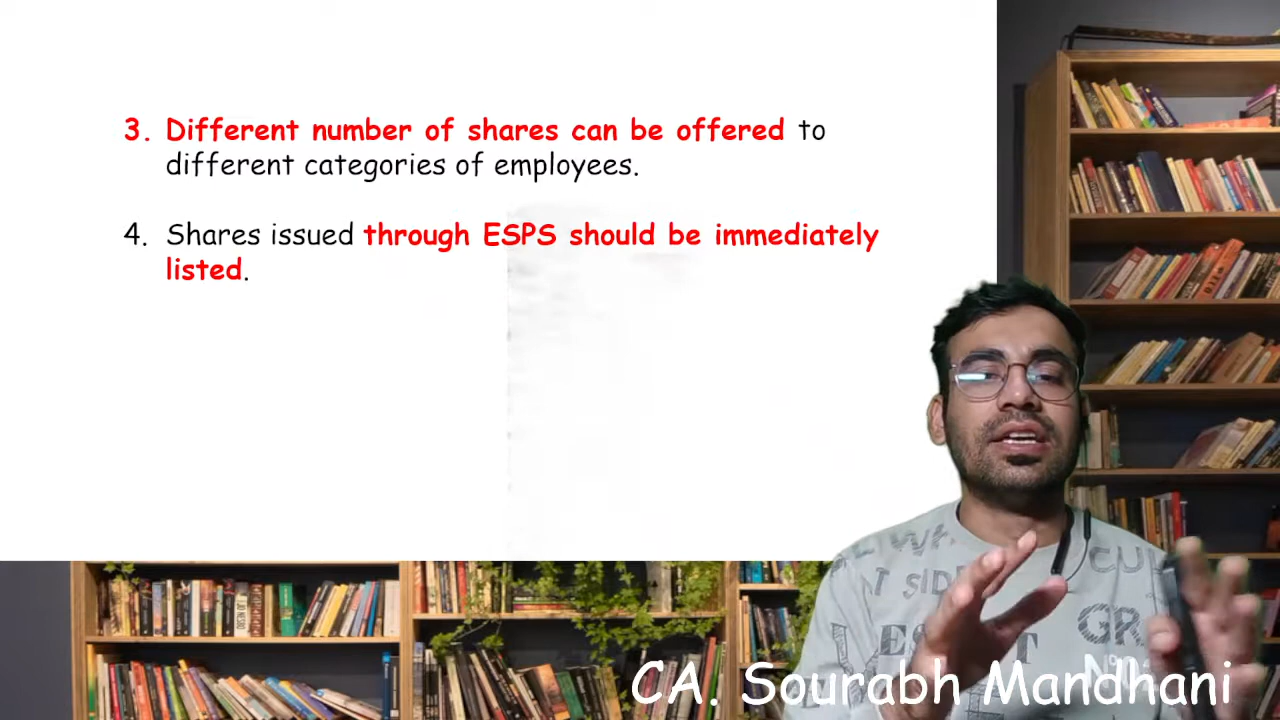 3. Different number of shares can be offered to
different categories of employees.
4. Shares issued through ESPS should be immediately
listed.
CA. Sourabh Mandhani